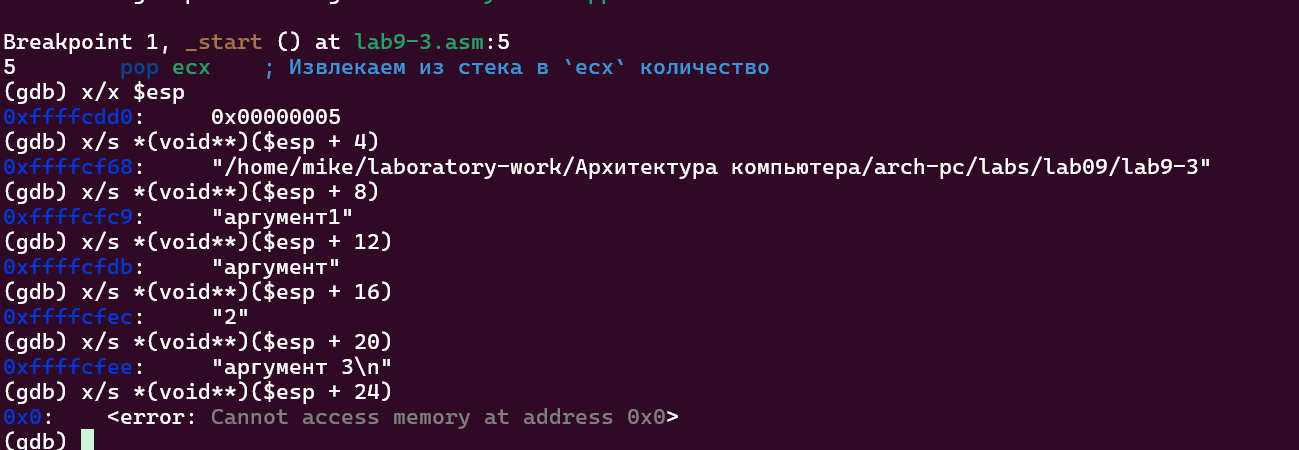 Breakpoint 1, _start () at lab9-3.asm:5
5 pop ecx ; Извлекаем из стека в `ecx` количество
(gdb) x/x $esp
0xffffcdd0: 0x00000005
(gdb) x/s *(void**)($esp + 4)
0xffffcf68: "/home/mike/laboratory-work/Архитектура компьютера/arch-pc/labs/lab09/lab9-3"
(gdb) x/s *(void**)($esp + 8)
0xffffcfc9: "аргумент1"
(gdb) x/s *(void**)($esp + 12)
0xffffcfdb: "аргумент"
(gdb) x/s *(void**)($esp + 16)
0xffffcfec: "2"
(gdb) x/s *(void**)($esp + 20)
0xffffcfee: "аргумент 3\n"
(gdb) x/s *(void**)($esp + 24)
0x0: <error: Cannot access memory at address 0x0>
(gdb)